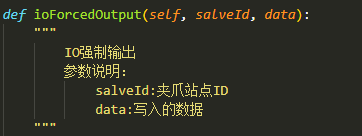 def ioForcedOutput(self, salveId, data):
"""
IO强制输出
参数说明:
salveId:夹爪站点ID
data:写入的数据
"""